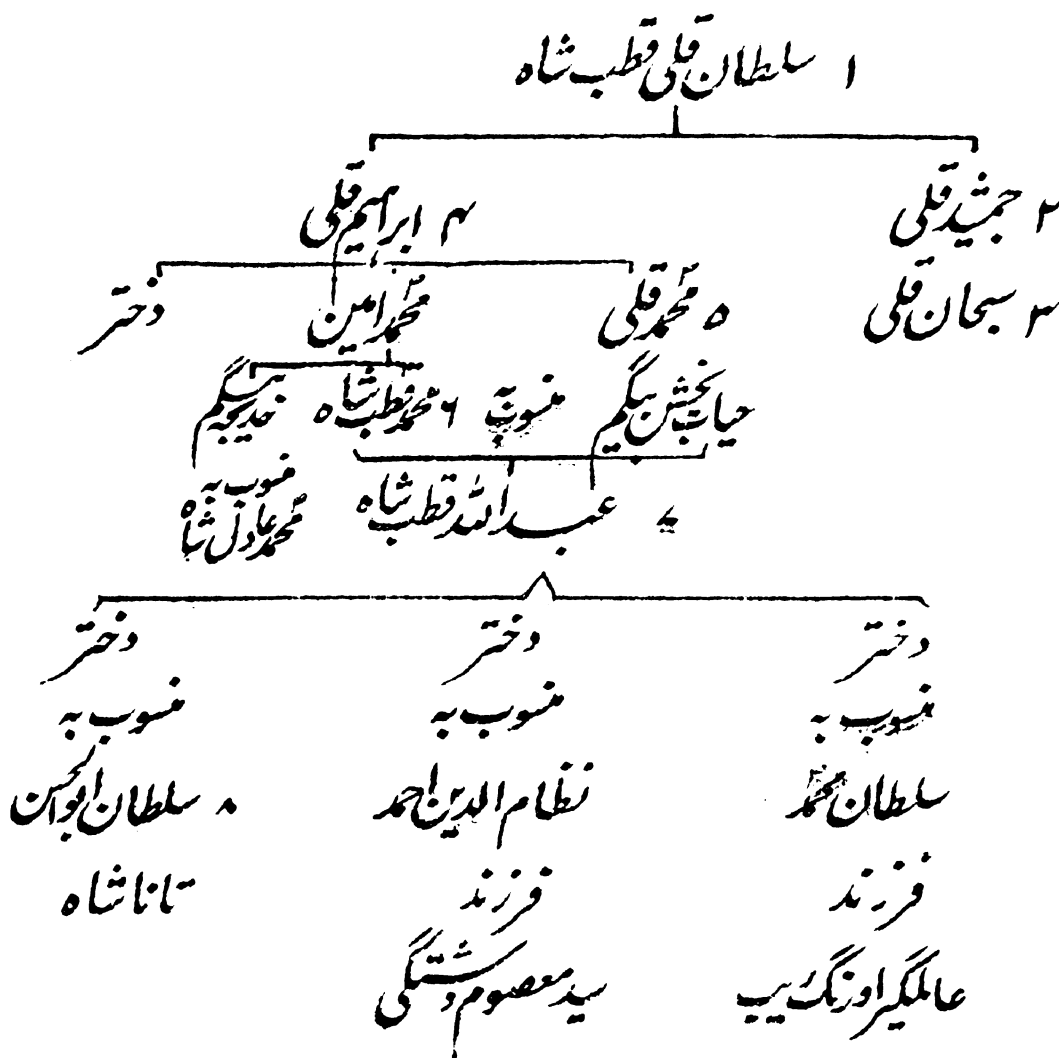 ۱ سلطان قلی قطب شاہ
۲ جمشید قلی ۴ ابراہیم قلی
۳ سبحان قلی ۵ محمد قلی محمد امین دختر
حیات بخش بیگم منسوب بہ ۶ محمد قطب شاہ خدیجہ بیگم
منسوب بہ
۷ عبد اللہ قطب شاہ محمد عادل شاہ
دختر دختر دختر
منسوب بہ منسوب بہ منسوب بہ
سلطان محمد نظام الدین احمد ۸ سلطان ابوالحسن
فرزند فرزند تانا شاہ
عالمگیر اورنگ زیب سید معصوم دشتکی